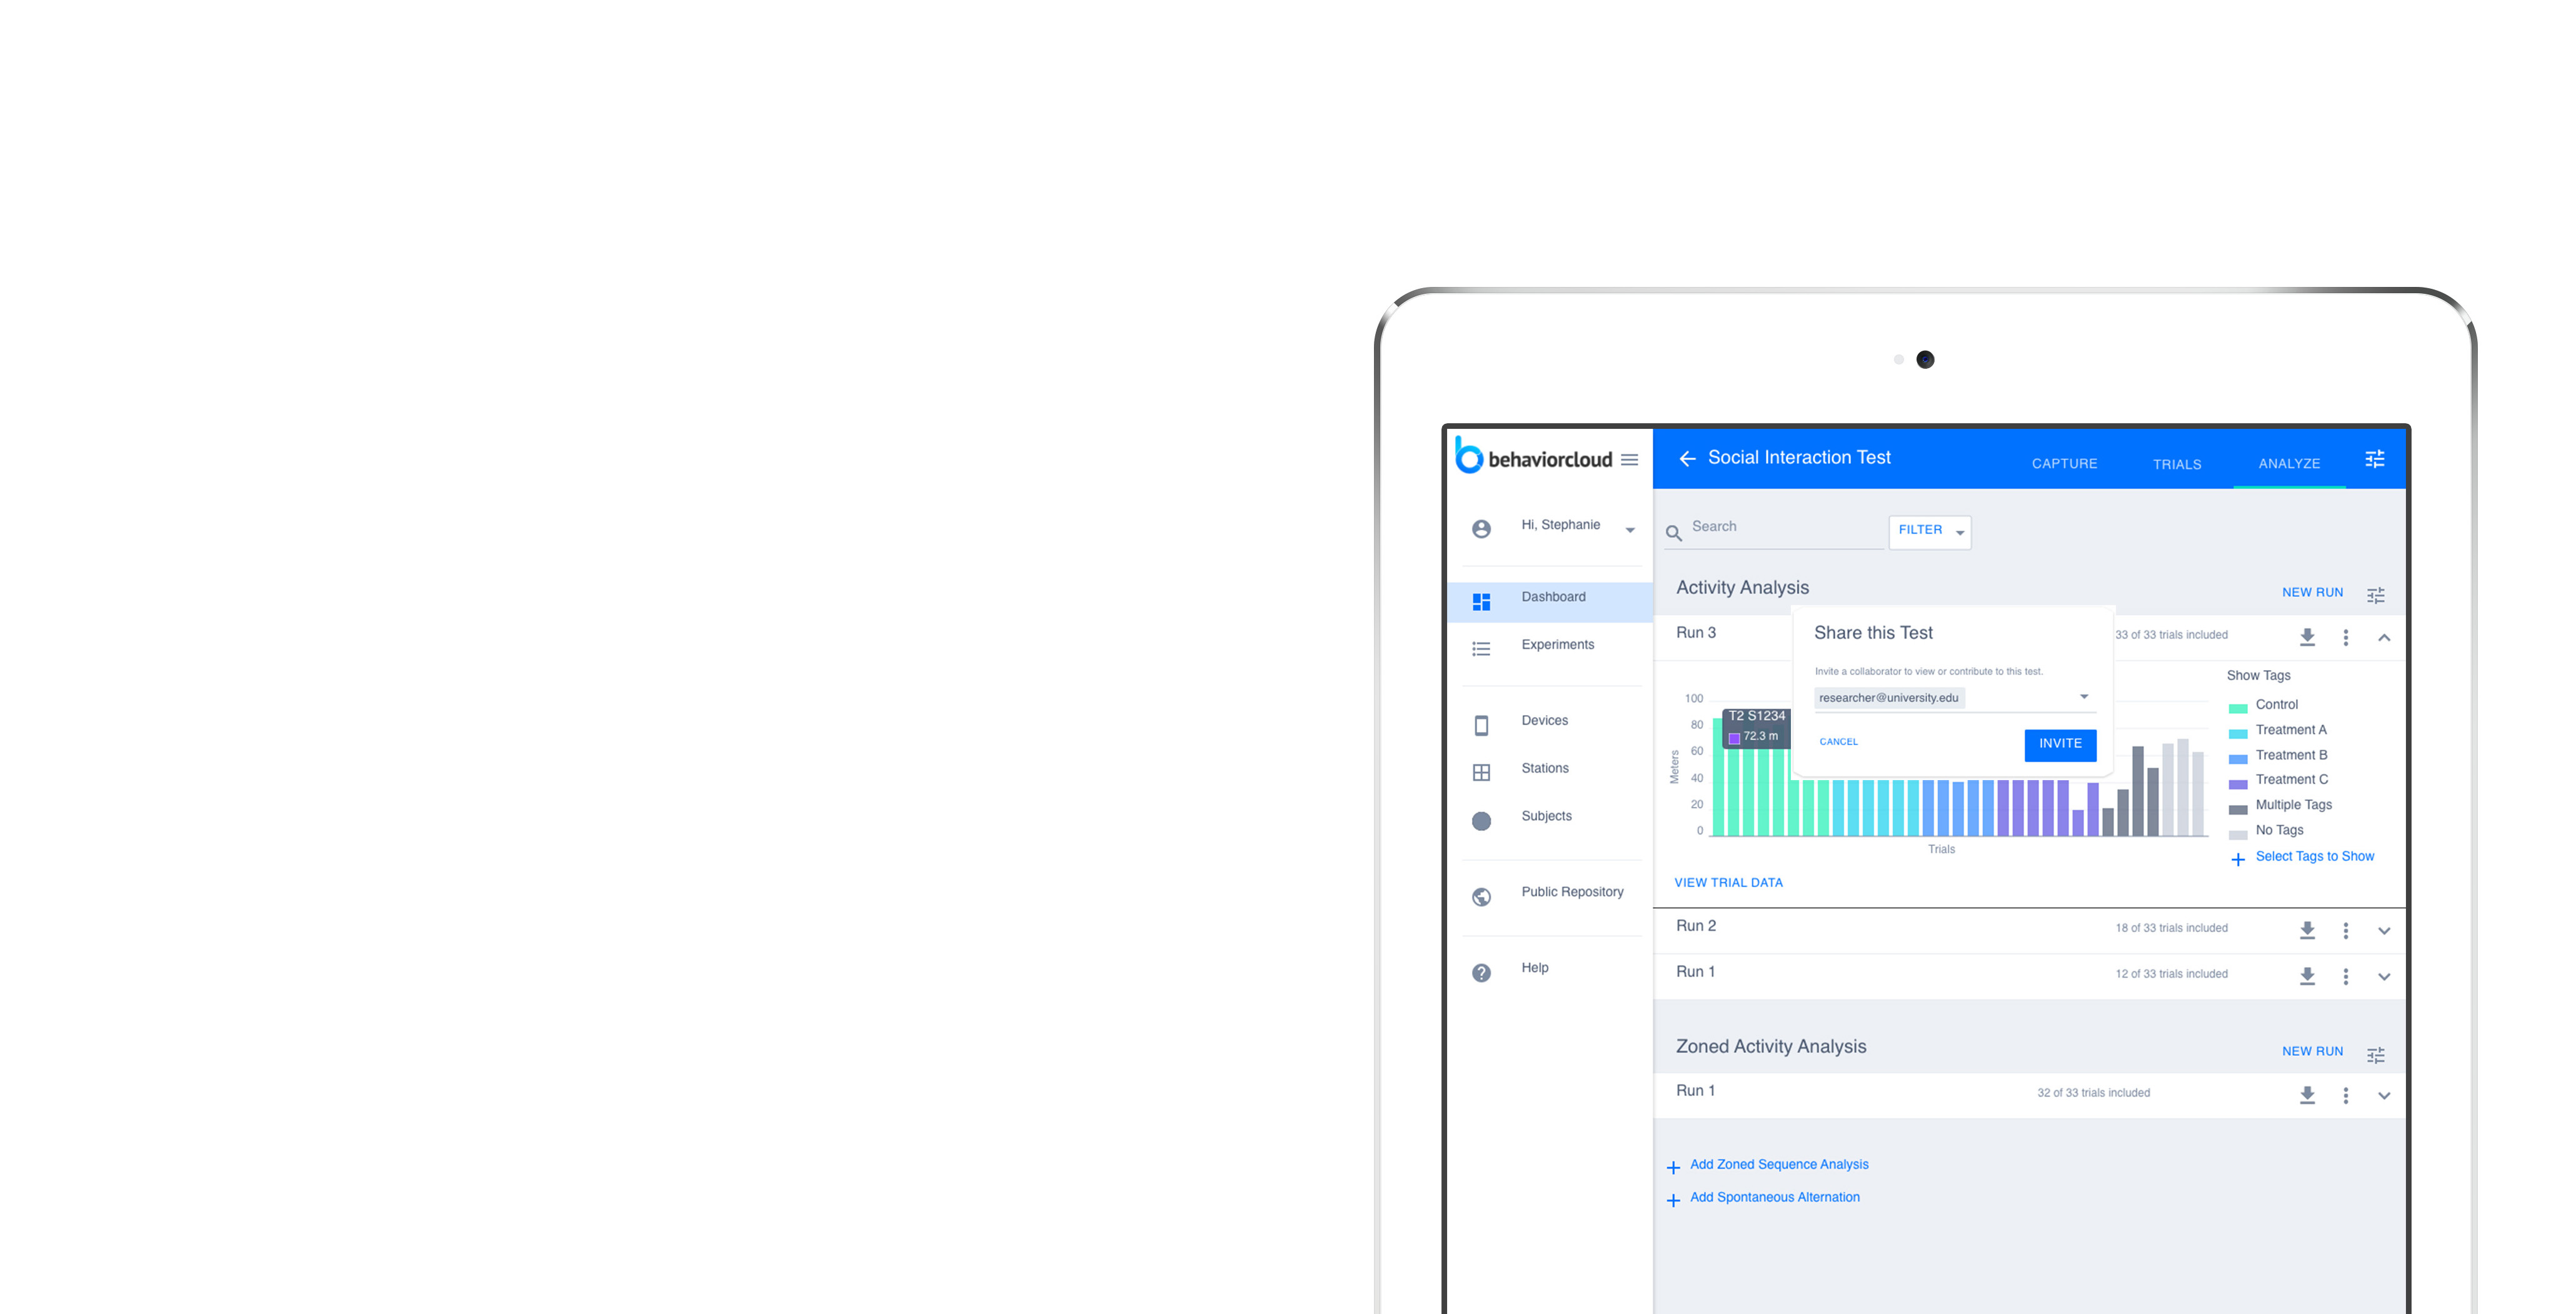 behaviorcloud
Hi, Stephanie
Dashboard
Experiments
Devices
Stations
Subjects
Public Repository
Help
Social Interaction Test
CAPTURE
TRIALS
ANALYZE
Search
FILTER
Activity Analysis
NEW RUN
Run 3
33 of 33 trials included
Share this Test
Invite a collaborator to view or contribute to this test.
researcher@university.edu
CANCEL
INVITE
Meters
100
80
60
40
20
0
T2 S1234
72.3 m
Trials
Show Tags
Control
Treatment A
Treatment B
Treatment C
Multiple Tags
No Tags
Select Tags to Show
VIEW TRIAL DATA
Run 2
18 of 33 trials included
Run 1
12 of 33 trials included
Zoned Activity Analysis
NEW RUN
Run 1
32 of 33 trials included
Add Zoned Sequence Analysis
Add Spontaneous Alternation